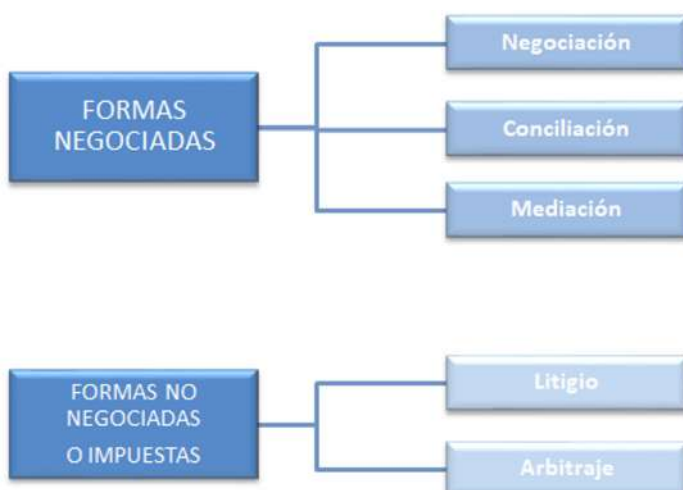 FORMAS
NEGOCIADAS
Negociación
Conciliación
Mediación
FORMAS NO
NEGOCIADAS
O IMPUESTAS
Litigio
Arbitraje